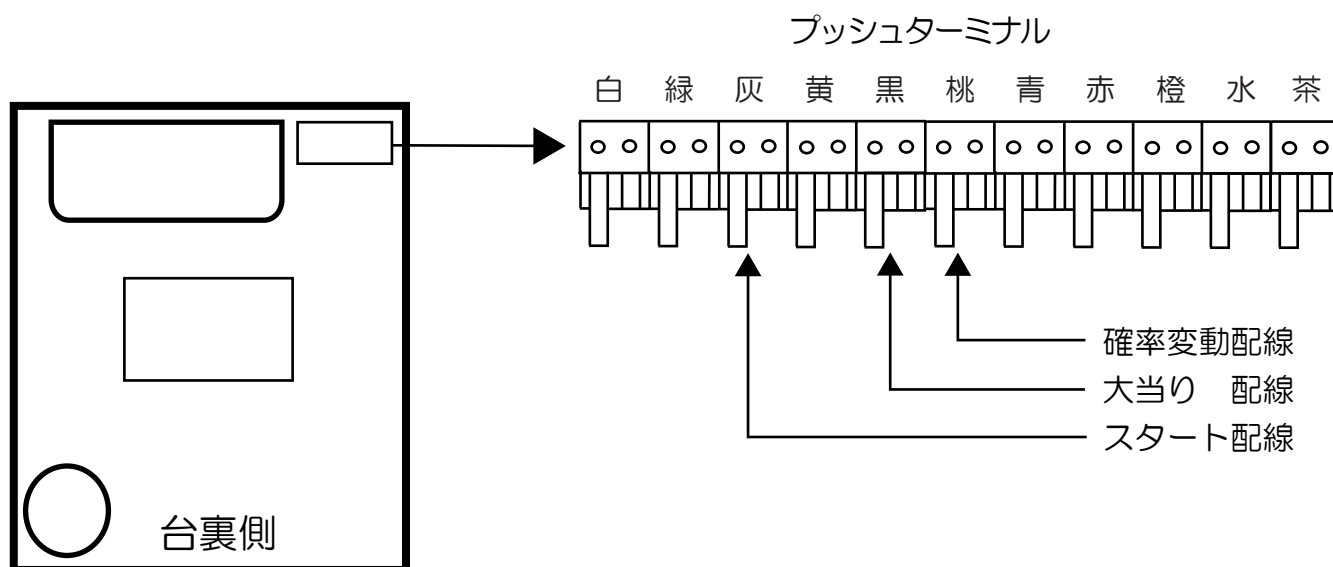 プッシュターミナル
白 緑 灰 黄 黒 桃 青 赤 橙 水 茶
確率変動配線
大当り　配線
スタート配線
台裏側